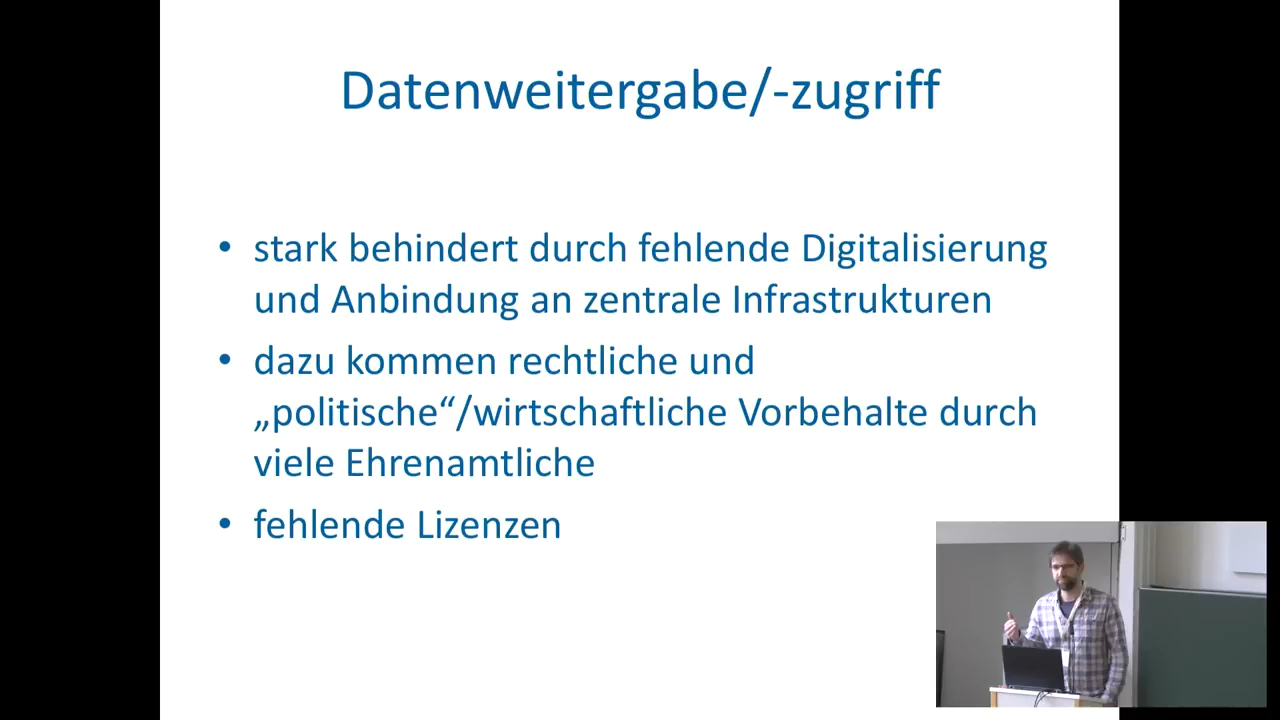 Datenweitergabe/-zugriff
• stark behindert durch fehlende Digitalisierung
und Anbindung an zentrale Infrastrukturen
• dazu kommen rechtliche und
„politische“/wirtschaftliche Vorbehalte durch
viele Ehrenamtliche
• fehlende Lizenzen